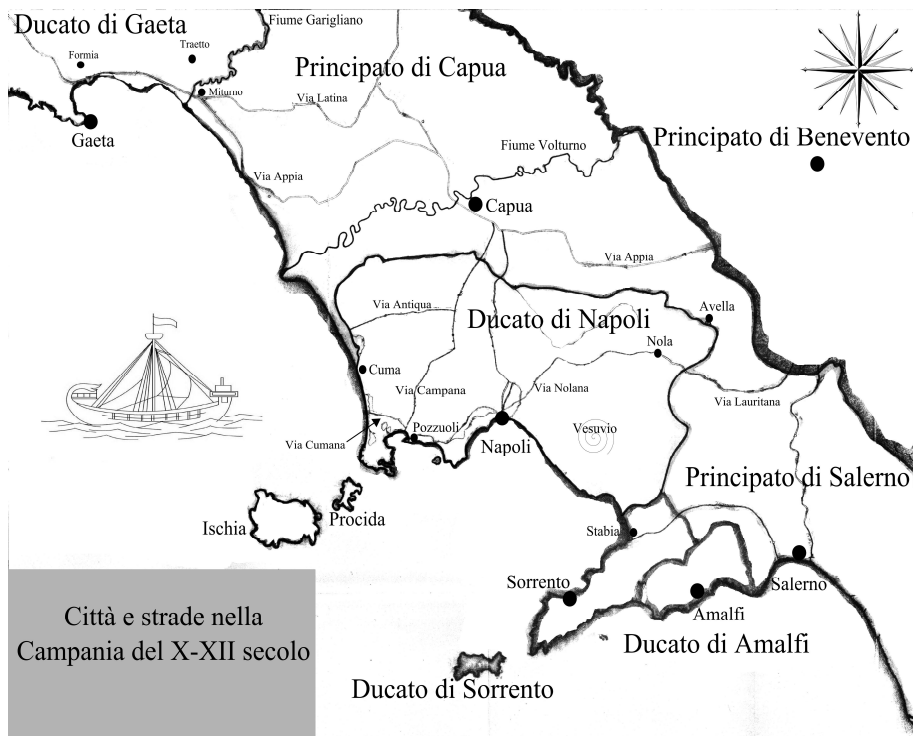 Ducato di Gaeta
Fiume Garigliano
Traetto
Formia
Principato di Capua
Miturno
Via Latina
Gaeta
Principato di Benevento
Fiume Volturno
Via Appia
Capua
Via Appia
Via Antiqua
Avella
Ducato di Napoli
Nola
Cuma
Via Campana
Via Nolana
Via Lauritana
Pozzuoli
Vesuvio
Via Cumana
Napoli
Principato di Salerno
Procida
Ischia
Stabia
Sorrento
Salerno
Amalfi
Ducato di Amalfi
Ducato di Sorrento
Città e strade nella
Campania del X-XII secolo